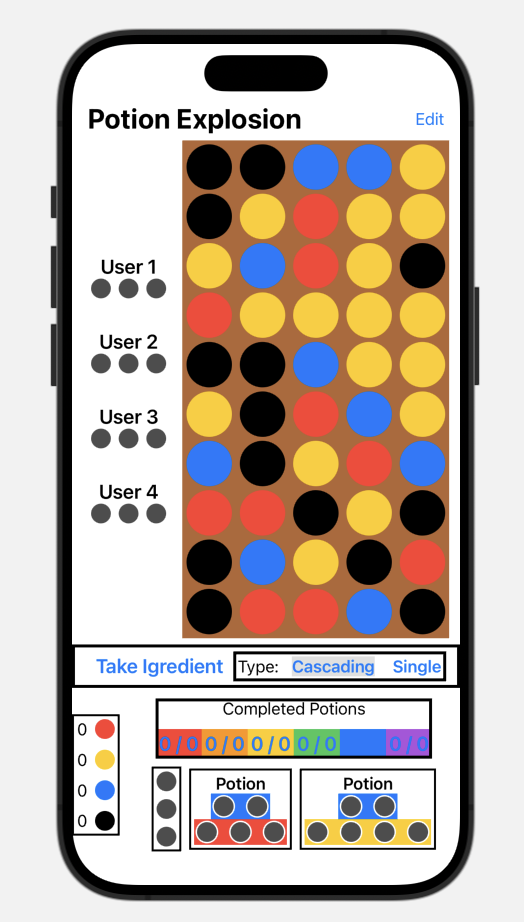 Potion Explosion
Edit
User 1
User 2
User 3
User 4
Take Igredient
Type: Cascading Single
Completed Potions
0/0 0/0 0/0 0/0 0/0
0
0
0
0
Potion
Potion